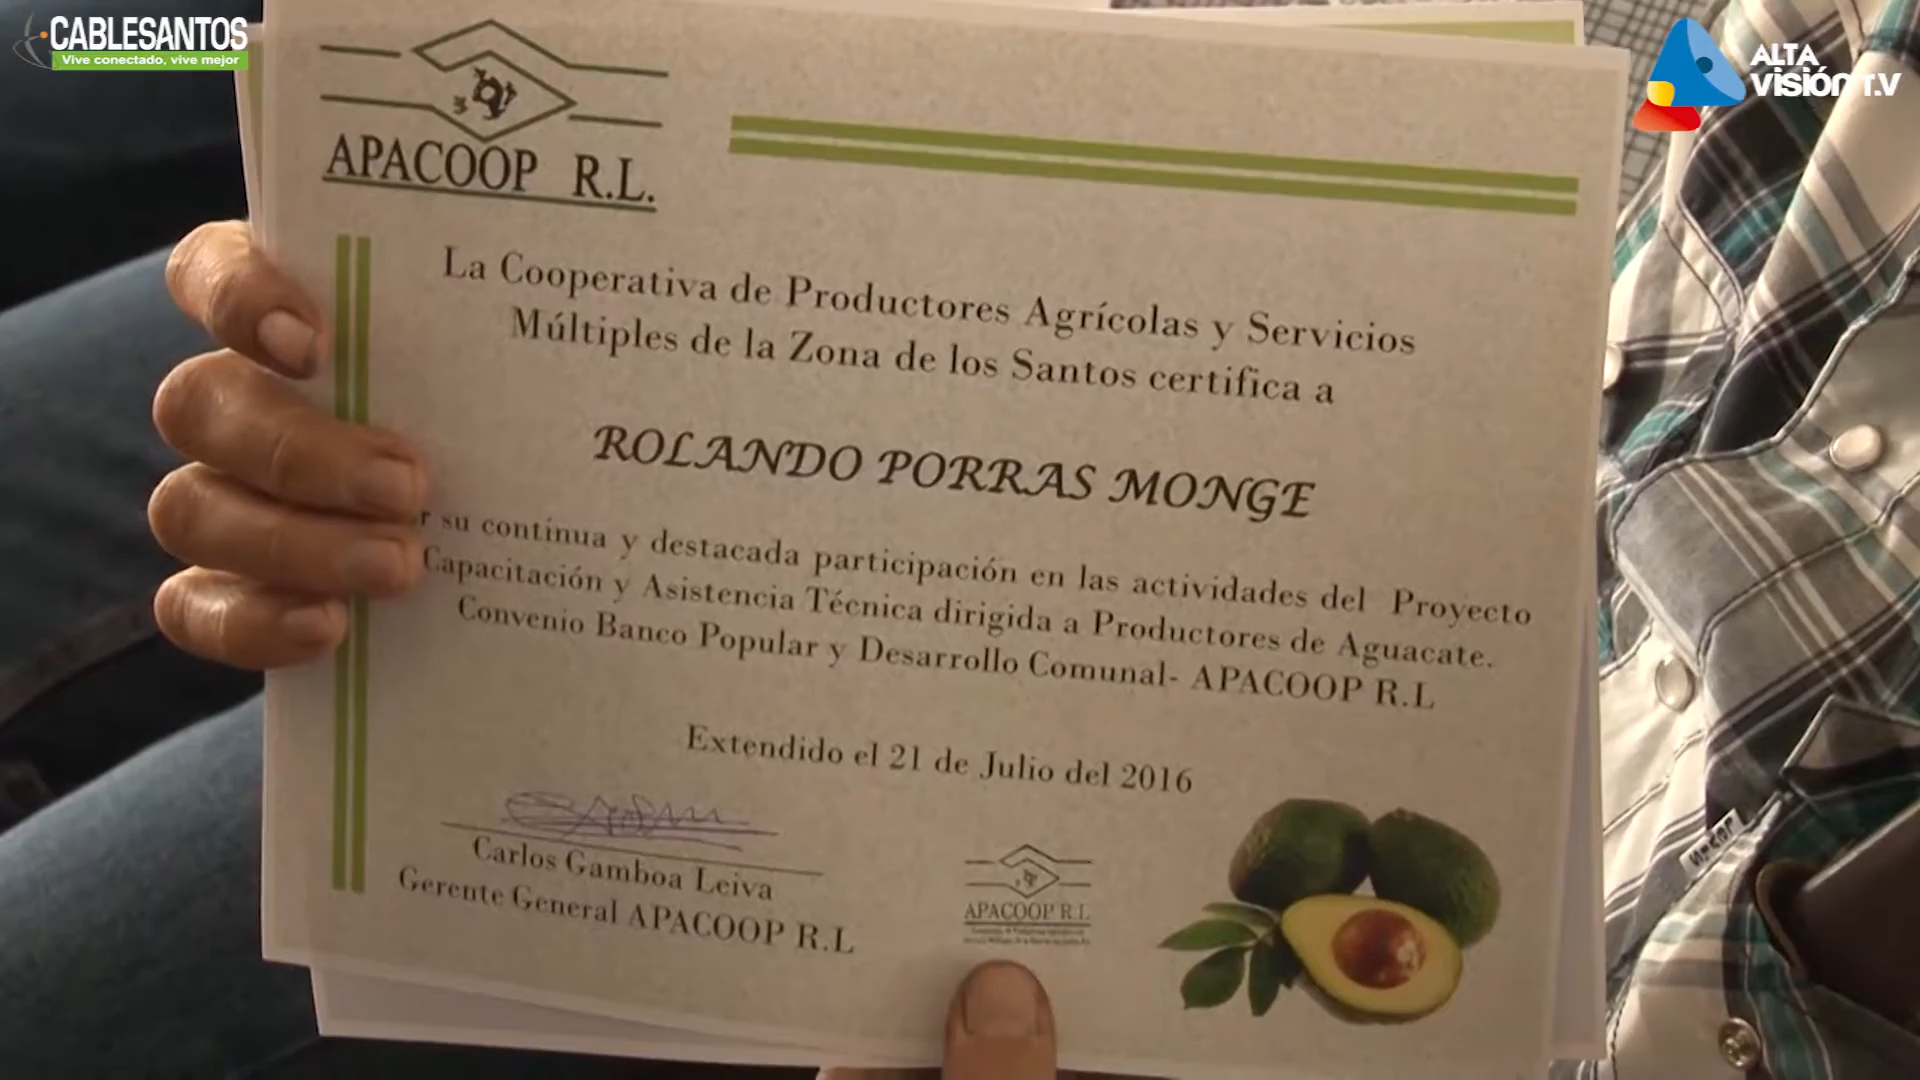 CABLESANTOS
Vive conectado, vive mejor
ALTA
visión T.V
APACOOP R.L.
La Cooperativa de Productores Agrícolas y Servicios
Múltiples de la Zona de los Santos certifica a
ROLANDO PORRAS MONGE
r su continua y destacada participación en las actividades del Proyecto
Capacitación y Asistencia Técnica dirigida a Productores de Aguacate.
Convenio Banco Popular y Desarrollo Comunal- APACOOP R.L
Extendido el 21 de Julio del 2016
Carlos Gamboa Leiva
Gerente General APACOOP R.L
APACOOP R.L